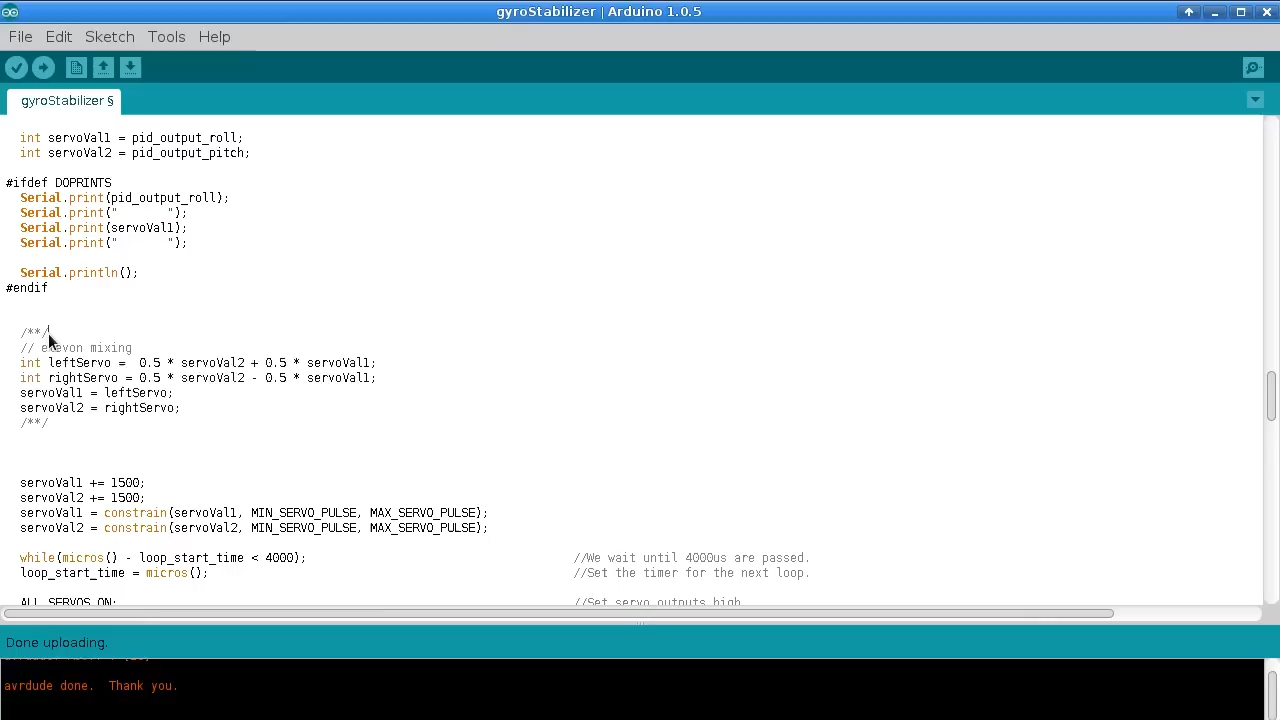 gyroStabilizer | Arduino 1.0.5
File Edit Sketch Tools Help
gyroStabilizer §
int servoVal1 = pid_output_roll;
int servoVal2 = pid_output_pitch;
#ifdef DOPRINTS
Serial.print(pid_output_roll);
Serial.print("       ");
Serial.print(servoVal1);
Serial.print("       ");
Serial.println();
#endif
/**/
// elevon mixing
int leftServo =  0.5 * servoVal2 + 0.5 * servoVal1;
int rightServo = 0.5 * servoVal2 - 0.5 * servoVal1;
servoVal1 = leftServo;
servoVal2 = rightServo;
/**/
servoVal1 += 1500;
servoVal2 += 1500;
servoVal1 = constrain(servoVal1, MIN_SERVO_PULSE, MAX_SERVO_PULSE);
servoVal2 = constrain(servoVal2, MIN_SERVO_PULSE, MAX_SERVO_PULSE);
while(micros() - loop_start_time < 4000); //We wait until 4000us are passed.
loop_start_time = micros(); //Set the timer for the next loop.
ALL_SERVOS_ON; //Set servo outputs high
Done uploading.
avrdude done.  Thank you.